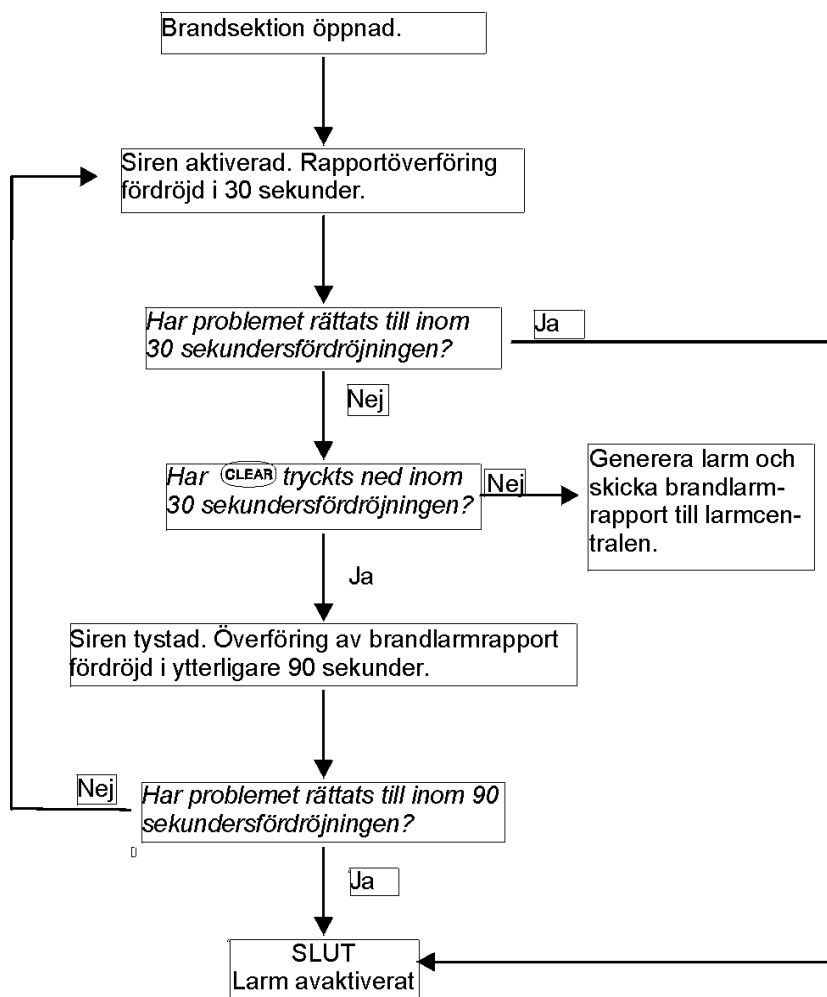 Brandsektion öppnad.
Siren aktiverad. Rapportöverföring
fördröjd i 30 sekunder.
Har problemet rättats till inom
30 sekundersfördröjningen?
Ja
Nej
Har CLEAR tryckts ned inom
30 sekundersfördröjningen?
Nej
Generera larm och
skicka brandlarm-
rapport till larmcen-
tralen.
Ja
Siren tystad. Överföring av brandlarmrapport
fördröjd i ytterligare 90 sekunder.
Nej
Har problemet rättats till inom 90
sekundersfördröjningen?
Ja
SLUT
Larm avaktiverat